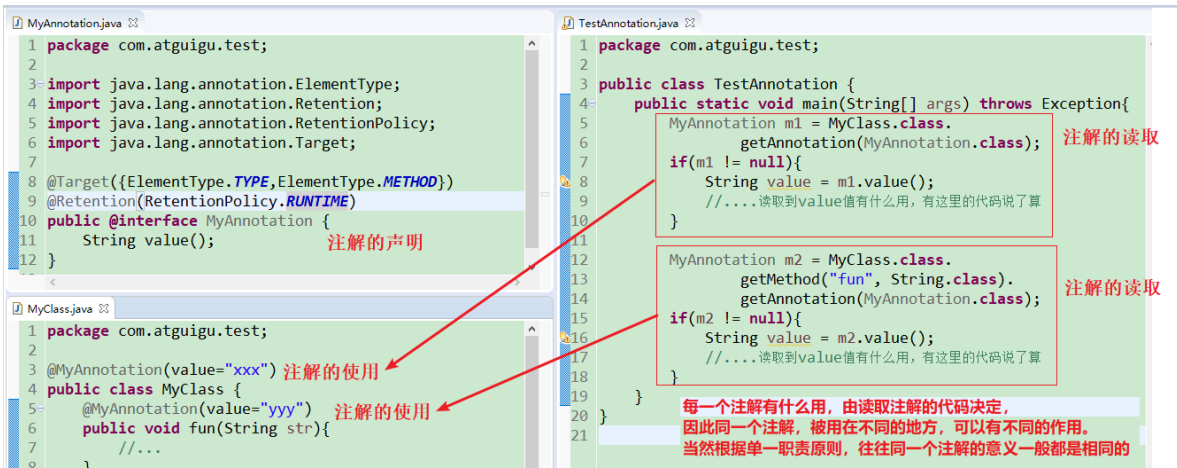 MyAnnotation.java
1 package com.atguigu.test;
2
3 import java.lang.annotation.ElementType;
4 import java.lang.annotation.Retention;
5 import java.lang.annotation.RetentionPolicy;
6 import java.lang.annotation.Target;
7
8 @Target({ElementType.TYPE,ElementType.METHOD})
9 @Retention(RetentionPolicy.RUNTIME)
10 public @interface MyAnnotation {
11 String value(); 注解的声明
12 }
MyClass.java
1 package com.atguigu.test;
2
3 @MyAnnotation(value="xxx") 注解的使用
4 public class MyClass {
5 @MyAnnotation(value="yyy") 注解的使用
6 public void fun(String str){
7 //...
8 }
TestAnnotation.java
1 package com.atguigu.test;
2
3 public class TestAnnotation {
4 public static void main(String[] args) throws Exception{
5 MyAnnotation m1 = MyClass.class.
6 getAnnotation(MyAnnotation.class); 注解的读取
7 if(m1 != null){
8 String value = m1.value();
9 //....读取到value值有什么用，有这里的代码说了算
10 }
11
12 MyAnnotation m2 = MyClass.class.
13 getMethod("fun", String.class). 注解的读取
14 getAnnotation(MyAnnotation.class);
15 if(m2 != null){
16 String value = m2.value();
17 //....读取到value值有什么用，有这里的代码说了算
18 }
19 }
20 }
21
每一个注解有什么用，由读取注解的代码决定，
因此同一个注解，被用在不同的地方，可以有不同的作用。
当然根据单一职责原则，往往同一个注解的意义一般都是相同的